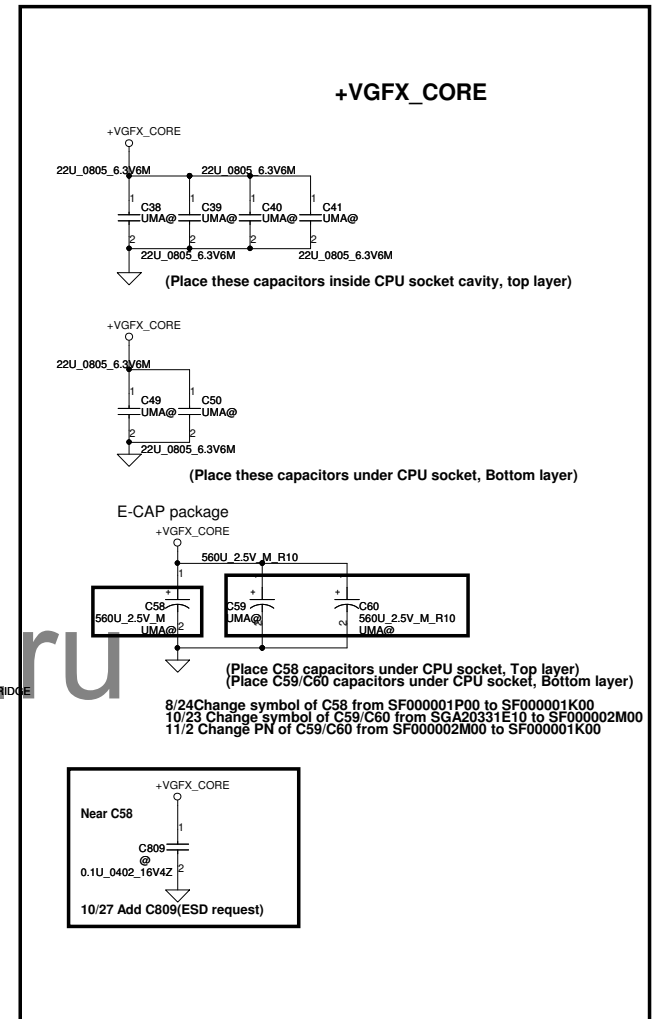 +VGFX_CORE
+VGFX_CORE
22U_0805_6.3V6M 22U_0805_6.3V6M
1 1 1 1
C38 C39 C40 C41
UMA@ UMA@ UMA@ UMA@
2 2 2 2
22U_0805_6.3V6M 22U_0805_6.3V6M
(Place these capacitors inside CPU socket cavity, top layer)
+VGFX_CORE
22U_0805_6.3V6M
1 1
C49 C50
UMA@ UMA@
2 2
22U_0805_6.3V6M
(Place these capacitors under CPU socket, Bottom layer)
E-CAP package
+VGFX_CORE
560U_2.5V_M_R10
1 1 1
+ + +
C58 C59 C60
560U_2.5V_M 560U_2.5V_M_R10
UMA@ UMA@ UMA@
2 2 2
(Place C58 capacitors under CPU socket, Top layer)
(Place C59/C60 capacitors under CPU socket, Bottom layer)
.ru
RIDGE
8/24Change symbol of C58 from SF000001P00 to SF000001K00
10/23 Change symbol of C59/C60 from SGA20331E10 to SF000002M00
11/2 Change PN of C59/C60 from SF000002M00 to SF000001K00
+VGFX_CORE
Near C58
1
C809
@
0.1U_0402_16V4Z
2
10/27 Add C809(ESD request)